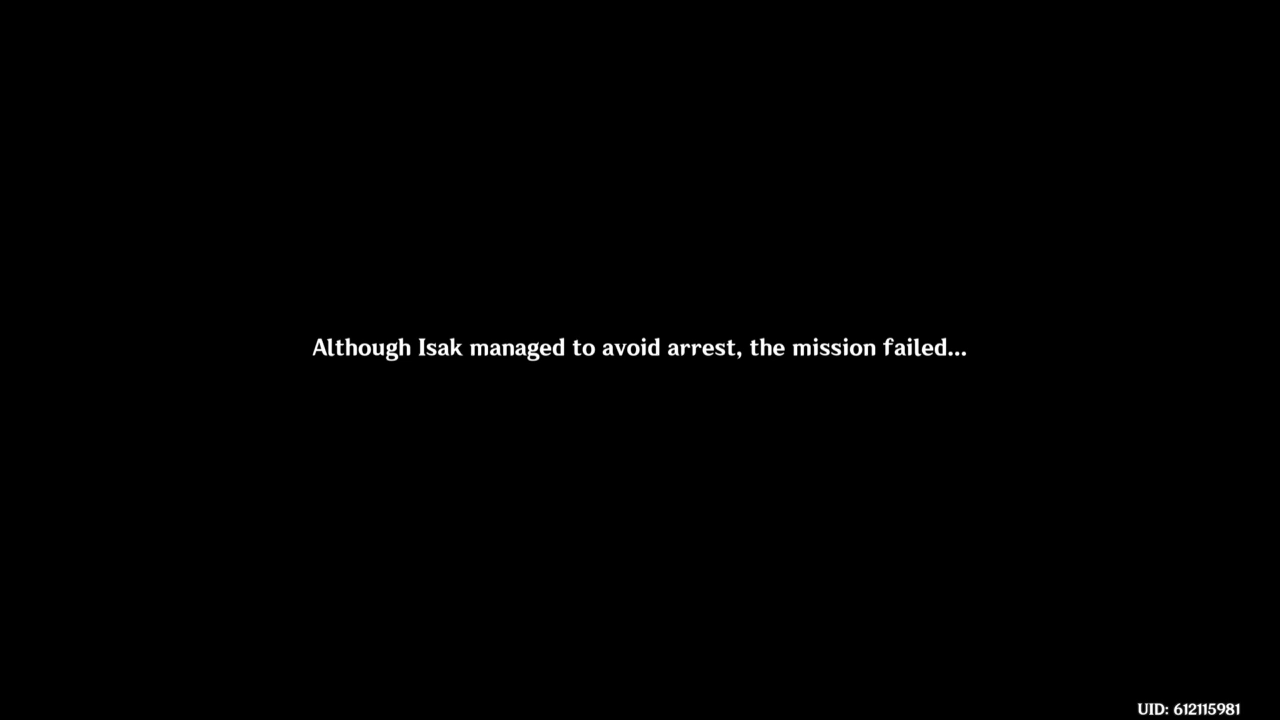 Although Isak managed to avoid arrest, the mission failed...
UID: 612115981